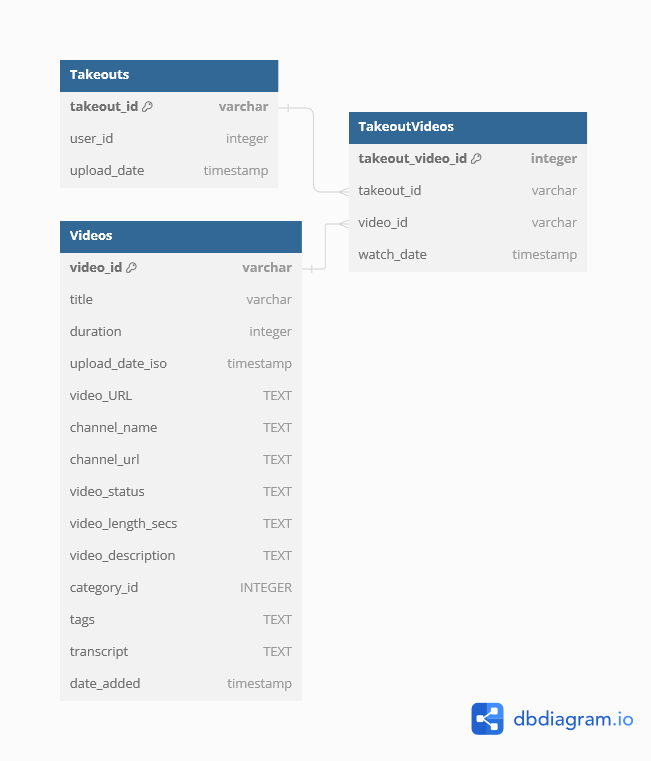 Takeouts
takeout_id varchar
user_id integer
upload_date timestamp
TakeoutVideos
takeout_video_id integer
takeout_id varchar
video_id varchar
watch_date timestamp
Videos
video_id varchar
title varchar
duration integer
upload_date_iso timestamp
video_URL TEXT
channel_name TEXT
channel_url TEXT
video_status TEXT
video_length_secs TEXT
video_description TEXT
category_id INTEGER
tags TEXT
transcript TEXT
date_added timestamp
dbdiagram.io